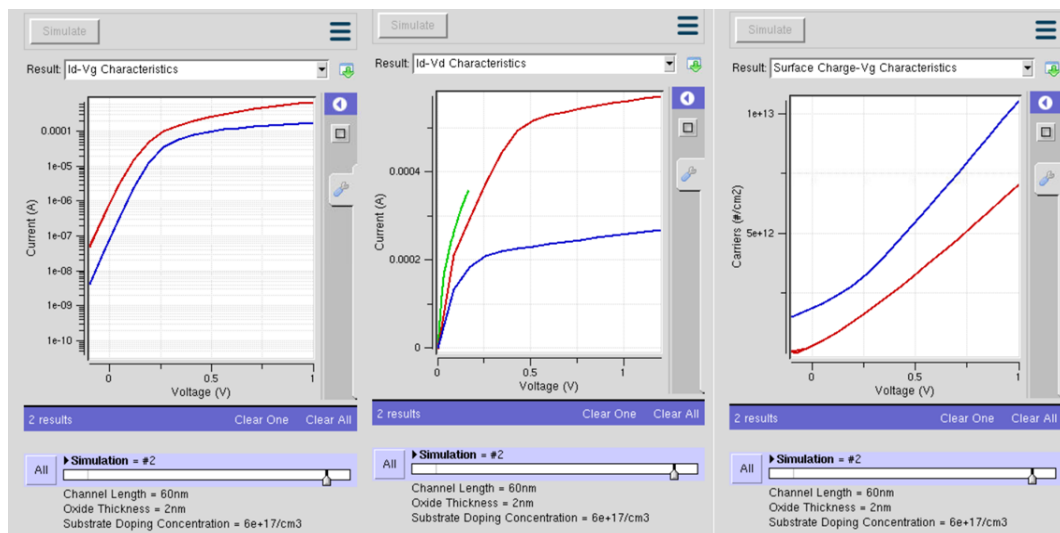 Simulate
Result: Id-Vg Characteristics
0.0001
1e-05
1e-06
1e-07
1e-08
1e-09
1e-10
Current (A)
0 0.5 1
Voltage (V)
2 results Clear One Clear All
All
Simulation = #2
Channel Length = 60nm
Oxide Thickness = 2nm
Substrate Doping Concentration = 6e+17/cm3
Simulate
Result: Id-Vd Characteristics
0.0004
0.0002
0
Current (A)
0 0.5 1
Voltage (V)
2 results Clear One Clear All
All
Simulation = #2
Channel Length = 60nm
Oxide Thickness = 2nm
Substrate Doping Concentration = 6e+17/cm3
Simulate
Result: Surface Charge-Vg Characteristics
1e+13
5e+12
Carriers (#/cm2)
0 0.5 1
Voltage (V)
2 results Clear One Clear All
All
Simulation = #2
Channel Length = 60nm
Oxide Thickness = 2nm
Substrate Doping Concentration = 6e+17/cm3